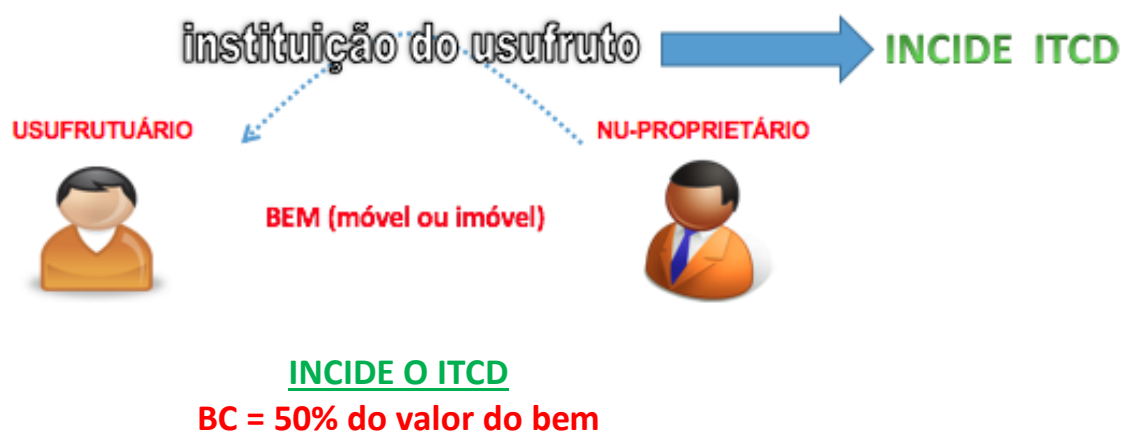 instituição do usufruto
INCIDE ITCD
USUFRUTUÁRIO
NU-PROPRIETÁRIO
BEM (móvel ou imóvel)
INCIDE O ITCD
BC = 50% do valor do bem